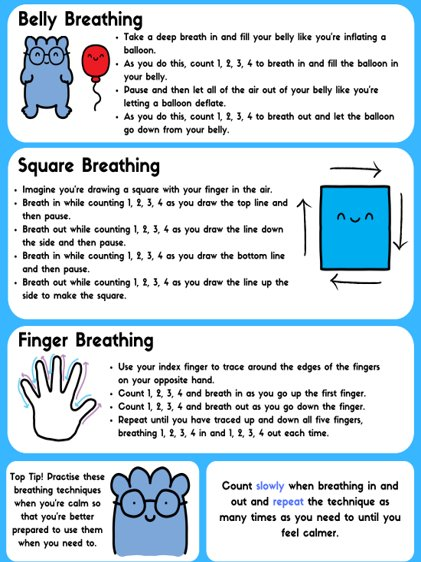 Belly Breathing
• Take a deep breath in and fill your belly like you're inflating a
balloon.
• As you do this, count 1, 2, 3, 4 to breath in and fill the balloon in
your belly.
• Pause and then let all of the air out of your belly like you're
letting a balloon deflate.
• As you do this, count 1, 2, 3, 4 to breath out and let the balloon
go down from your belly.
Square Breathing
• Imagine you're drawing a square with your finger in the air.
• Breath in while counting 1, 2, 3, 4 as you draw the top line and
then pause.
• Breath out while counting 1, 2, 3, 4 as you draw the line down
the side and then pause.
• Breath in while counting 1, 2, 3, 4 as you draw the bottom line
and then pause.
• Breath out while counting 1, 2, 3, 4 as you draw the line up the
side to make the square.
Finger Breathing
• Use your index finger to trace around the edges of the fingers
on your opposite hand.
• Count 1, 2, 3, 4 and breath in as you go up the first finger.
• Count 1, 2, 3, 4 and breath out as you go down the finger.
• Repeat until you have traced up and down all five fingers,
breathing 1, 2, 3, 4 in and 1, 2, 3, 4 out each time.
Top Tip! Practise these
breathing techniques
when you're calm so
that you're better
prepared to use them
when you need to.
Count slowly when breathing in and
out and repeat the technique as
many times as you need to until you
feel calmer.